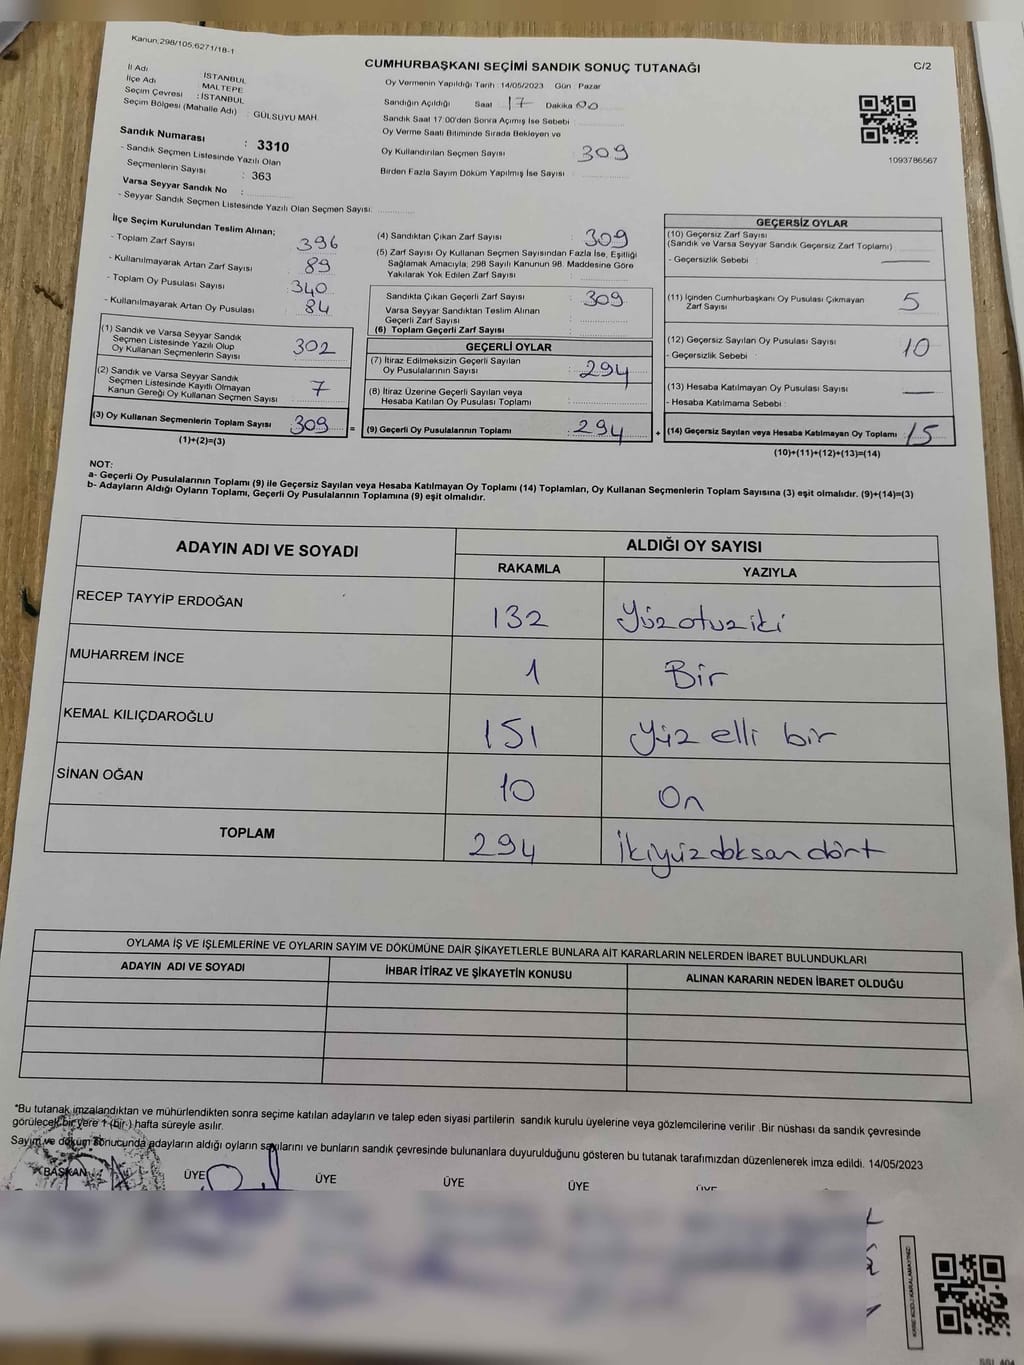 Kanun;298/105,6271/18-1
CUMHURBAŞKANI SEÇİMİ SANDIK SONUÇ TUTANAĞI
C/2
İl Adı İSTANBUL
İlçe Adı MALTEPE
Seçim Çevresi : İSTANBUL
Seçim Bölgesi (Mahalle Adı) : GÜLSUYU MAH.
Oy Vermenin Yapıldığı Tarih : 14/05/2023 Gün : Pazar
Sandığın Açıldığı Saat 17 Dakika 00
Sandık Saat 17:00'den Sonra Açımış İse Sebebi :
Oy Verme Saati Bitiminde Sırada Bekleyen ve
Oy Kullandırılan Seçmen Sayısı : 309
Birden Fazla Sayım Döküm Yapılmış İse Sayısı :
1093786567
Sandık Numarası : 3310
- Sandık Seçmen Listesinde Yazılı Olan
Seçmenlerin Sayısı : 363
Varsa Seyyar Sandık No :
- Seyyar Sandık Seçmen Listesinde Yazılı Olan Seçmen Sayısı:
İlçe Seçim Kurulundan Teslim Alınan;
- Toplam Zarf Sayısı : 396
- Kullanılmayarak Artan Zarf Sayısı : 89
- Toplam Oy Pusulası Sayısı : 340
- Kullanılmayarak Artan Oy Pusulası : 84
(1) Sandık ve Varsa Seyyar Sandık
Seçmen Listesinde Yazılı Olup
Oy Kullanan Seçmenlerin Sayısı : 302
(2) Sandık ve Varsa Seyyar Sandık
Seçmen Listesinde Kayıtlı Olmayan
Kanun Gereği Oy Kullanan Seçmen Sayısı : 7
(3) Oy Kullanan Seçmenlerin Toplam Sayısı : 309 =
(1)+(2)=(3)
(4) Sandıktan Çıkan Zarf Sayısı : 309
(5) Zarf Sayısı Oy Kullanan Seçmen Sayısından Fazla İse, Eşitliği
Sağlamak Amacıyla; 298 Sayılı Kanunun 98. Maddesine Göre
Yakılarak Yok Edilen Zarf Sayısı :
Sandıkta Çıkan Geçerli Zarf Sayısı : 309
Varsa Seyyar Sandıktan Teslim Alınan
Geçerli Zarf Sayısı :
(6) Toplam Geçerli Zarf Sayısı :
GEÇERLİ OYLAR
(7) İtiraz Edilmeksizin Geçerli Sayılan
Oy Pusulalarının Sayısı : 294
(8) İtiraz Üzerine Geçerli Sayılan veya
Hesaba Katılan Oy Pusulası Toplamı :
(9) Geçerli Oy Pusulalarının Toplamı : 294 +
GEÇERSİZ OYLAR
(10) Geçersiz Zarf Sayısı
(Sandık ve Varsa Seyyar Sandık Geçersiz Zarf Toplamı)
- Geçersizlik Sebebi :
(11) İçinden Cumhurbaşkanı Oy Pusulası Çıkmayan
Zarf Sayısı : 5
(12) Geçersiz Sayılan Oy Pusulası Sayısı : 10
- Geçersizlik Sebebi :
(13) Hesaba Katılmayan Oy Pusulası Sayısı :
- Hesaba Katılmama Sebebi :
(14) Geçersiz Sayılan veya Hesaba Katılmayan Oy Toplamı : 15
(10)+(11)+(12)+(13)=(14)
NOT:
a- Geçerli Oy Pusulalarının Toplamı (9) ile Geçersiz Sayılan veya Hesaba Katılmayan Oy Toplamı (14) Toplamları, Oy Kullanan Seçmenlerin Toplam Sayısına (3) eşit olmalıdır. (9)+(14)=(3)
b- Adayların Aldığı Oyların Toplamı, Geçerli Oy Pusulalarının Toplamına (9) eşit olmalıdır.
ADAYIN ADI VE SOYADI ALDIĞI OY SAYISI
RAKAMLA YAZIYLA
RECEP TAYYİP ERDOĞAN 132 Yüzotuziki
MUHARREM İNCE 1 Bir
KEMAL KILIÇDAROĞLU 151 Yüz elli bir
SİNAN OĞAN 10 On
TOPLAM 294 İkiyüzdoksan dört
OYLAMA İŞ VE İŞLEMLERİNE VE OYLARIN SAYIM VE DÖKÜMÜNE DAİR ŞİKAYETLERLE BUNLARA AİT KARARLARIN NELERDEN İBARET BULUNDUKLARI
ADAYIN ADI VE SOYADI İHBAR İTİRAZ VE ŞİKAYETİN KONUSU ALINAN KARARIN NEDEN İBARET OLDUĞU
*Bu tutanak imzalandıktan ve mühürlendikten sonra seçime katılan adayların ve talep eden siyasi partilerin sandık kurulu üyelerine veya gözlemcilerine verilir .Bir nüshası da sandık çevresinde
görülecek bir yere 1 (bir ) hafta süreyle asılır.
Sayım ve döküm sonucunda adayların aldığı oyların sayılarını ve bunların sandık çevresinde bulunanlara duyurulduğunu gösteren bu tutanak tarafımızdan düzenlenerek imza edildi. 14/05/2023
BAŞKAN ÜYE ÜYE ÜYE ÜYE ÜYE